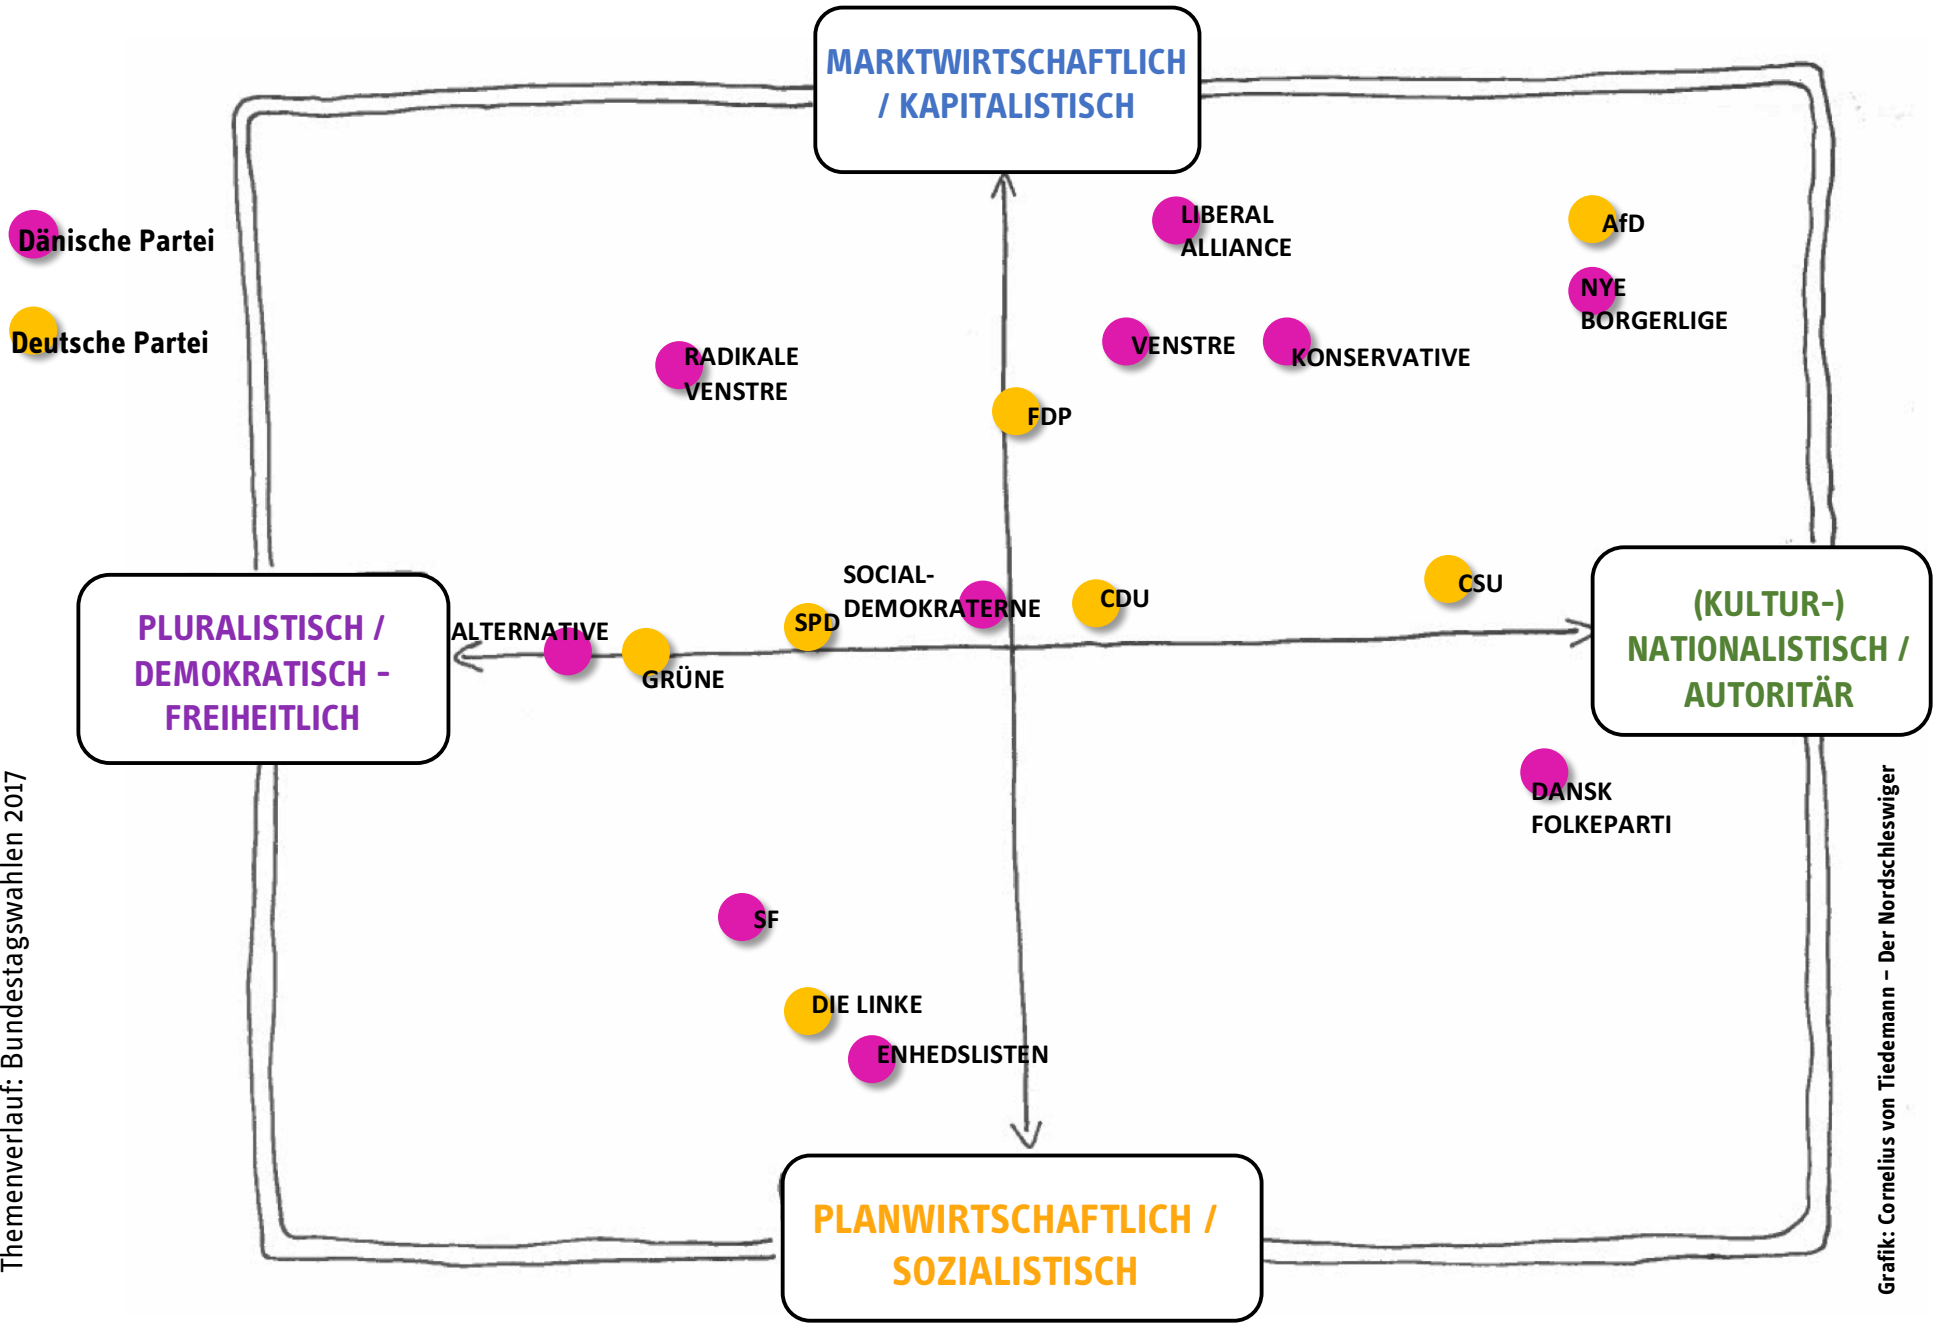 MARKTWIRTSCHAFTLICH
/ KAPITALISTISCH
Dänische Partei
Deutsche Partei
LIBERAL
ALLIANCE
AfD
NYE
BORGERLIGE
VENSTRE
KONSERVATIVE
RADIKALE
VENSTRE
FDP
SOCIAL-
DEMOKRATERNE
CDU
CSU
SPD
ALTERNATIVE
GRÜNE
PLURALISTISCH /
DEMOKRATISCH -
FREIHEITLICH
(KULTUR-)
NATIONALISTISCH /
AUTORITÄR
DANSK
FOLKEPARTI
SF
DIE LINKE
ENHEDSLISTEN
PLANWIRTSCHAFTLICH /
SOZIALISTISCH
Themenverlauf: Bundestagswahlen 2017
Grafik: Cornelius von Tiedemann – Der Nordschleswiger